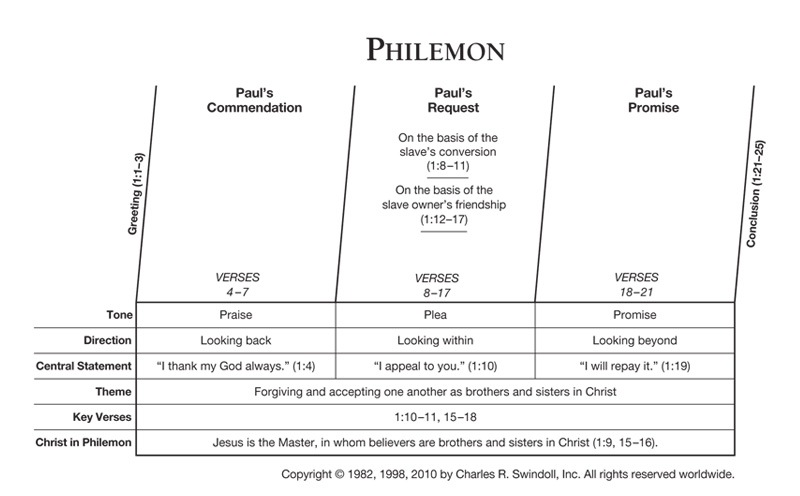 PHILEMON
Greeting (1:1–3)
Paul's
Commendation
VERSES
4–7
Paul's
Request
On the basis of the
slave's conversion
(1:8–11)
On the basis of the
slave owner's friendship
(1:12–17)
VERSES
8–17
Paul's
Promise
VERSES
18–21
Conclusion (1:21–25)
Tone Praise Plea Promise
Direction Looking back Looking within Looking beyond
Central Statement “I thank my God always.” (1:4) “I appeal to you.” (1:10) “I will repay it.” (1:19)
Theme Forgiving and accepting one another as brothers and sisters in Christ
Key Verses 1:10–11, 15–18
Christ in Philemon Jesus is the Master, in whom believers are brothers and sisters in Christ (1:9, 15–16).
Copyright © 1982, 1998, 2010 by Charles R. Swindoll, Inc. All rights reserved worldwide.